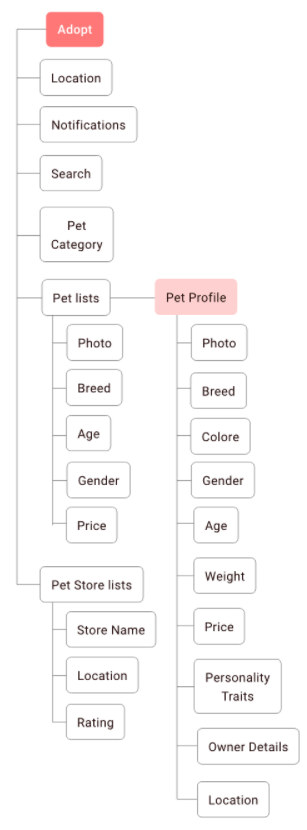 Adopt
Location
Notifications
Search
Pet
Category
Pet lists
Photo
Breed
Age
Gender
Price
Pet Store lists
Store Name
Location
Rating
Pet Profile
Photo
Breed
Colore
Gender
Age
Weight
Price
Personality
Traits
Owner Details
Location